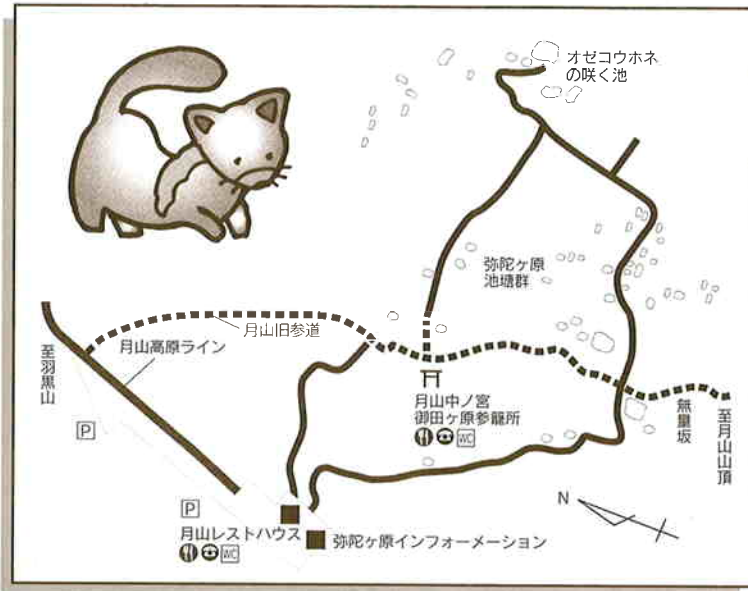 オゼコウホネ
の咲く池
弥陀ヶ原
池塘群
月山旧参道
月山高原ライン
至羽黒山
P
月山中ノ宮
御田ヶ原参籠所
WC
無量坂
至月山山頂
N
P
月山レストハウス
WC
弥陀ヶ原インフォーメーション